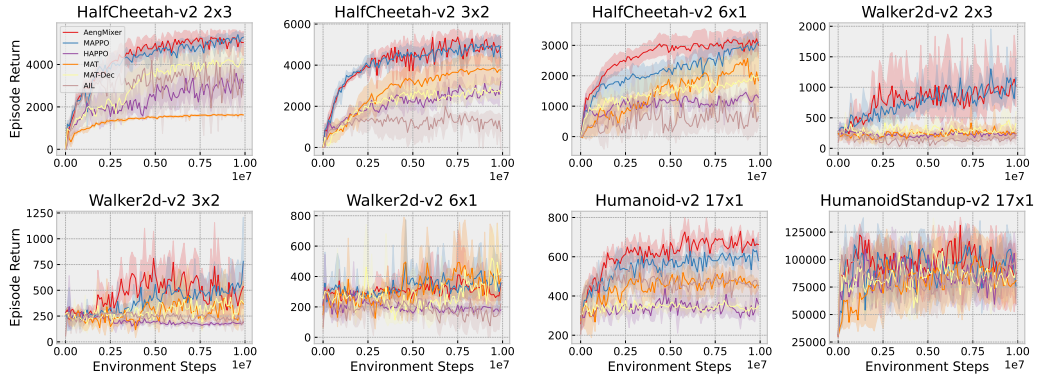 HalfCheetah-v2 2x3
HalfCheetah-v2 3x2
HalfCheetah-v2 6x1
Walker2d-v2 2x3
Episode Return
6000
4000
2000
0
AengMixer
MAPPO
HAPPO
MAT
MAT-Dec
AIL
0.00 0.25 0.50 0.75 1.00
1e7
6000
4000
2000
0
0.00 0.25 0.50 0.75 1.00
1e7
3000
2000
1000
0
0.00 0.25 0.50 0.75 1.00
1e7
2000
1500
1000
500
0
0.00 0.25 0.50 0.75 1.00
1e7
Walker2d-v2 3x2
Walker2d-v2 6x1
Humanoid-v2 17x1
HumanoidStandup-v2 17x1
Episode Return
1250
1000
750
500
250
0
0.00 0.25 0.50 0.75 1.00
Environment Steps 1e7
800
600
400
200
0
0.00 0.25 0.50 0.75 1.00
Environment Steps 1e7
800
600
400
200
0.00 0.25 0.50 0.75 1.00
Environment Steps 1e7
125000
100000
75000
50000
25000
0.00 0.25 0.50 0.75 1.00
Environment Steps 1e7